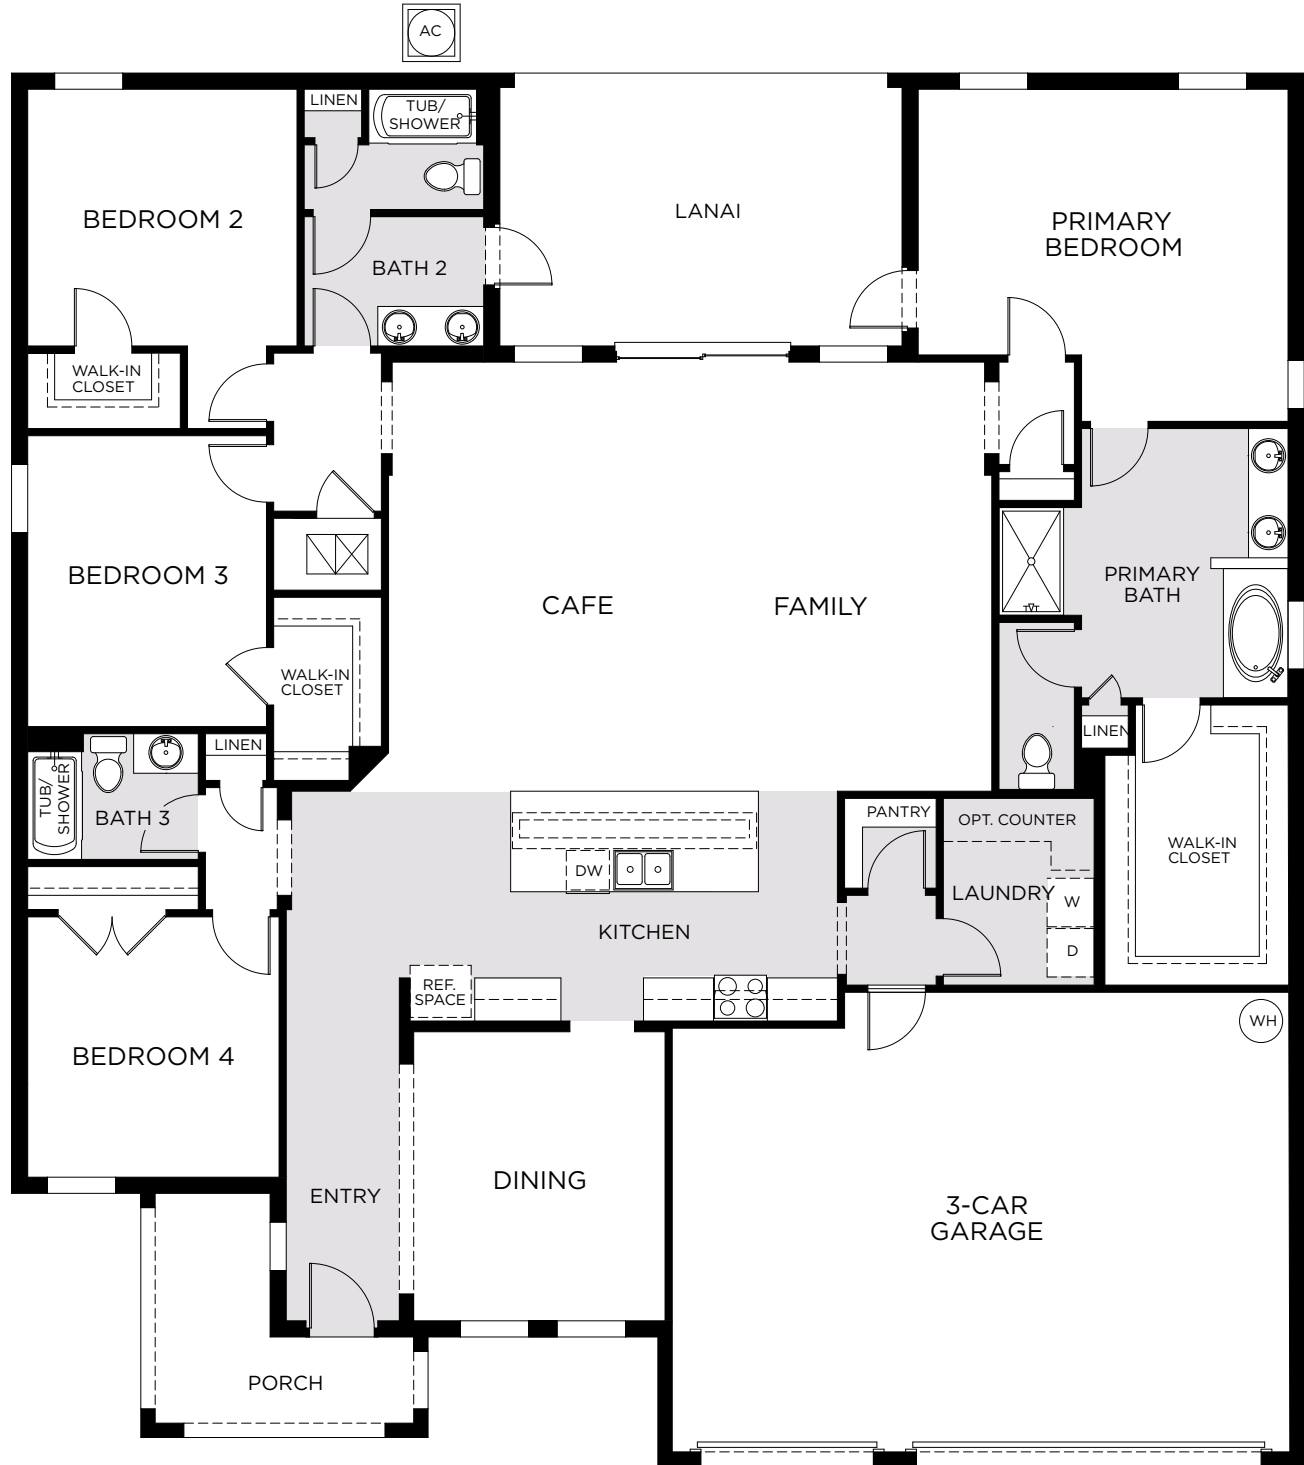 AC
LINEN
TUB/
SHOWER
BEDROOM 2
LANAI
PRIMARY
BEDROOM
BATH 2
WALK-IN
CLOSET
BEDROOM 3
CAFE
FAMILY
PRIMARY
BATH
WALK-IN
CLOSET
LINEN
LINEN
TUB/
SHOWER
BATH 3
PANTRY
OPT. COUNTER
WALK-IN
CLOSET
DW
LAUNDRY
W
KITCHEN
D
REF.
SPACE
WH
BEDROOM 4
DINING
ENTRY
3-CAR
GARAGE
PORCH